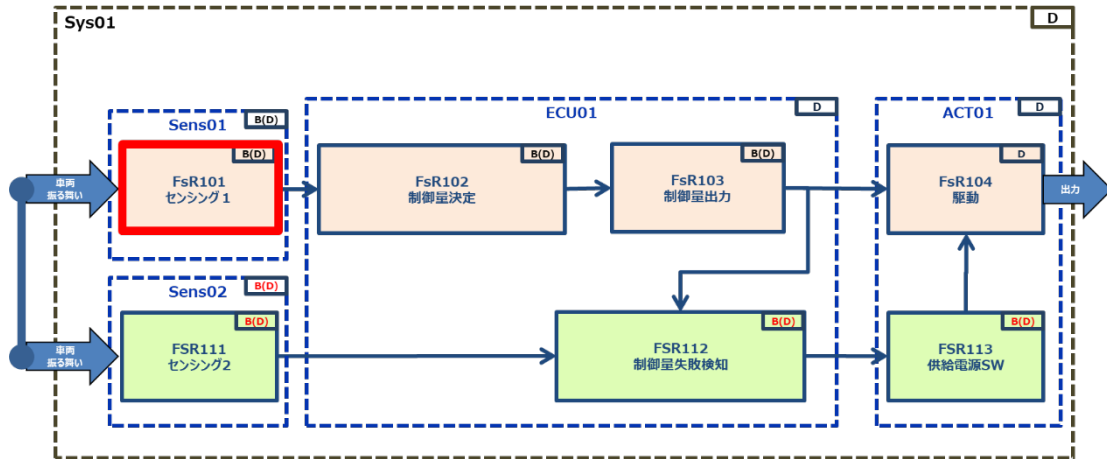 Sys01
D
Sens01
B(D)
車両
振る舞い
B(D)
FsR101
センシング１
ECU01
D
B(D)
FsR102
制御量決定
B(D)
FsR103
制御量出力
ACT01
D
D
FsR104
駆動
出力
Sens02
B(D)
車両
振る舞い
B(D)
FSR111
センシング2
B(D)
FSR112
制御量失敗検知
B(D)
FSR113
供給電源SW